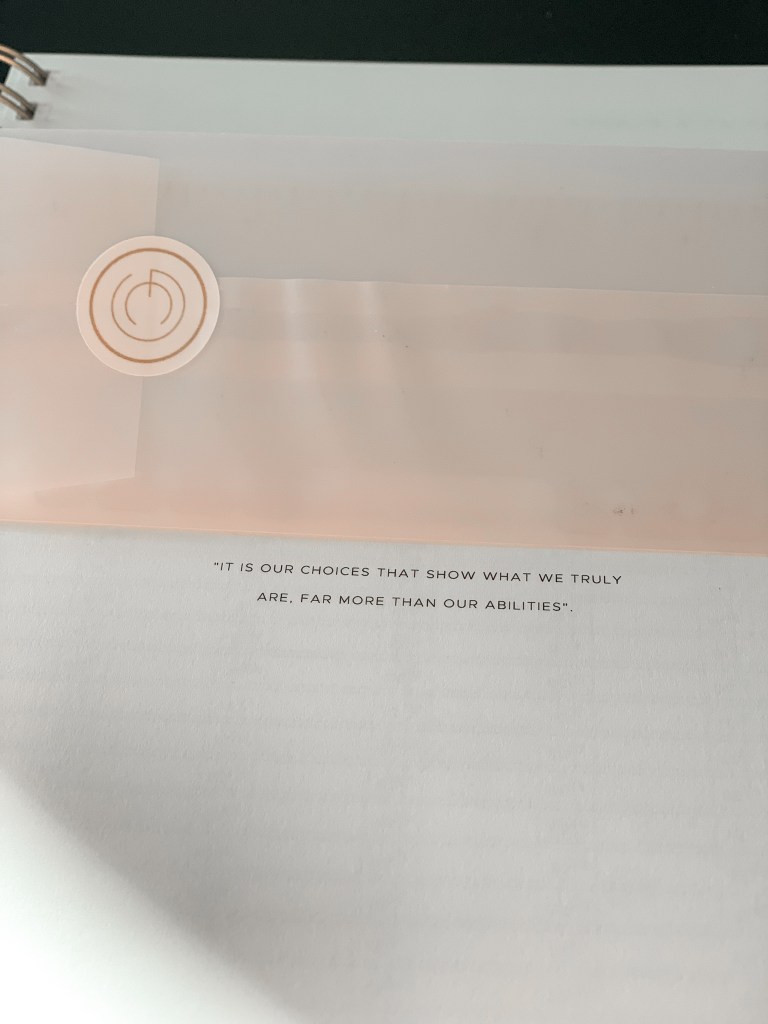 "IT IS OUR CHOICES THAT SHOW WHAT WE TRULY
ARE, FAR MORE THAN OUR ABILITIES".